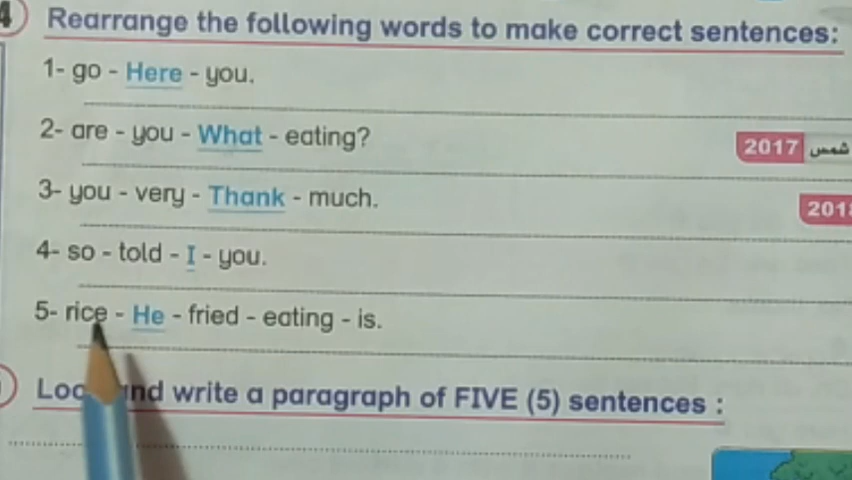 4 Rearrange the following words to make correct sentences:
1- go - Here - you.
2- are - you - What - eating?
2017 شمس
3- you - very - Thank - much.
201
4- so - told - I - you.
5- rice - He - fried - eating - is.
and write a paragraph of FIVE (5) sentences :